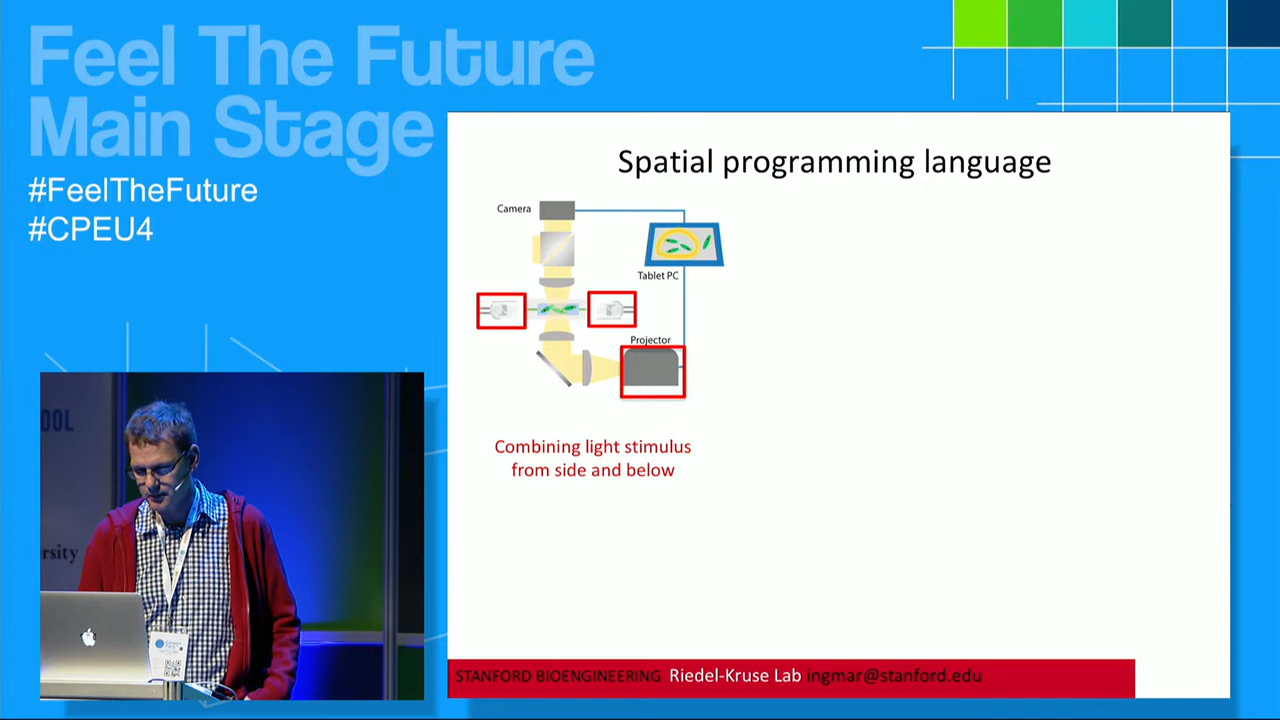 Feel The Future
Main Stage
#FeelTheFuture
#CPEU4
Spatial programming language
Camera
Tablet PC
Projector
Combining light stimulus
from side and below
STANFORD BIOENGINEERING Riedel-Kruse Lab ingmar@stanford.edu